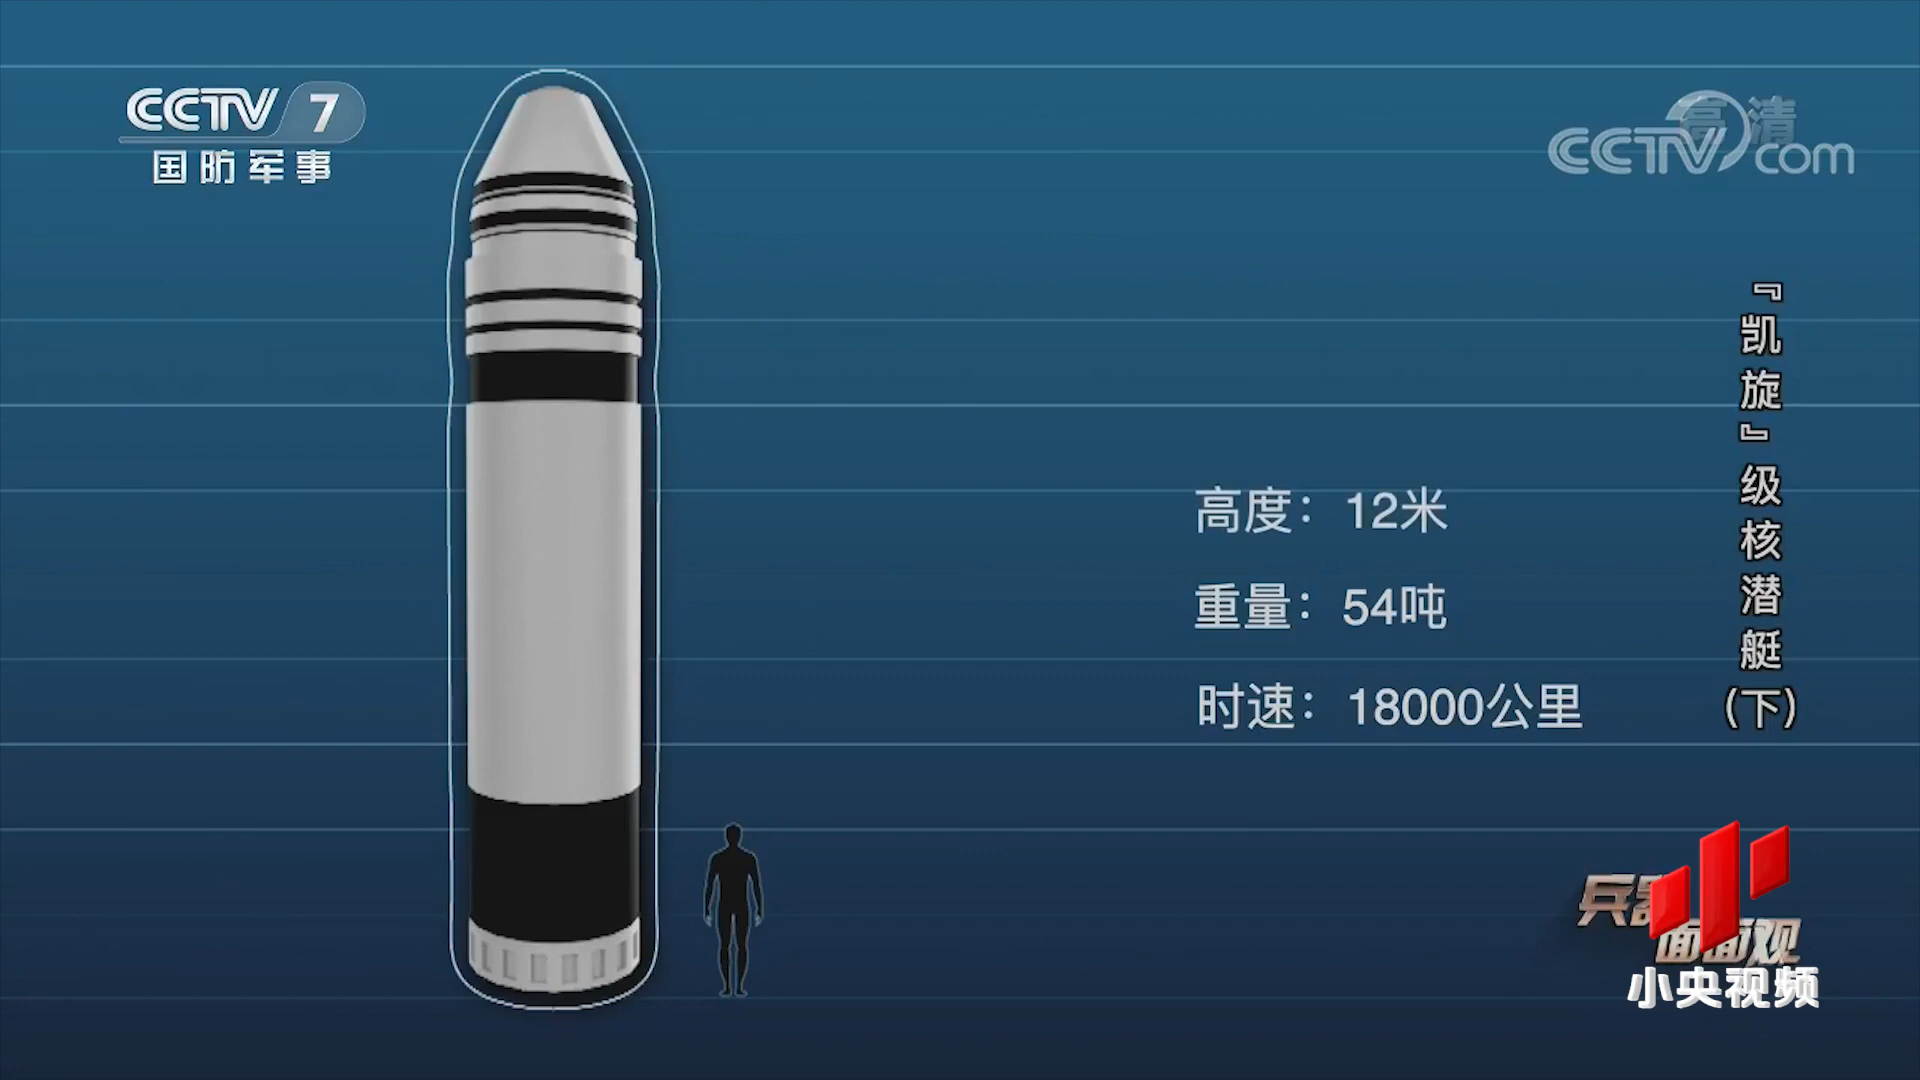 CCTV 7
国防军事
高清
CCTV.com
『凯旋』级核潜艇(下)
高度：12米
重量：54吨
时速：18000公里
兵器
面面观
小央视频